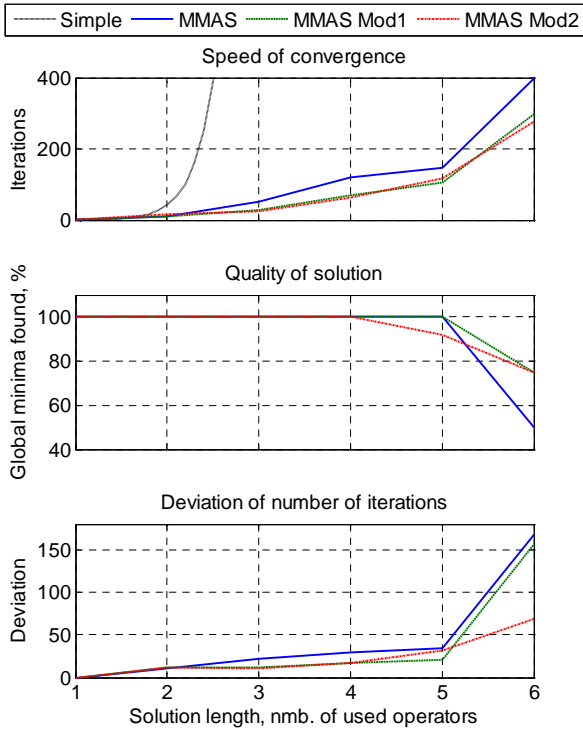 Simple MMAS MMAS Mod1 MMAS Mod2
Speed of convergence
400
200
0
Iterations
Quality of solution
100
80
60
40
Global minima found, %
Deviation of number of iterations
150
100
50
0
Deviation
1 2 3 4 5 6
Solution length, nmb. of used operators